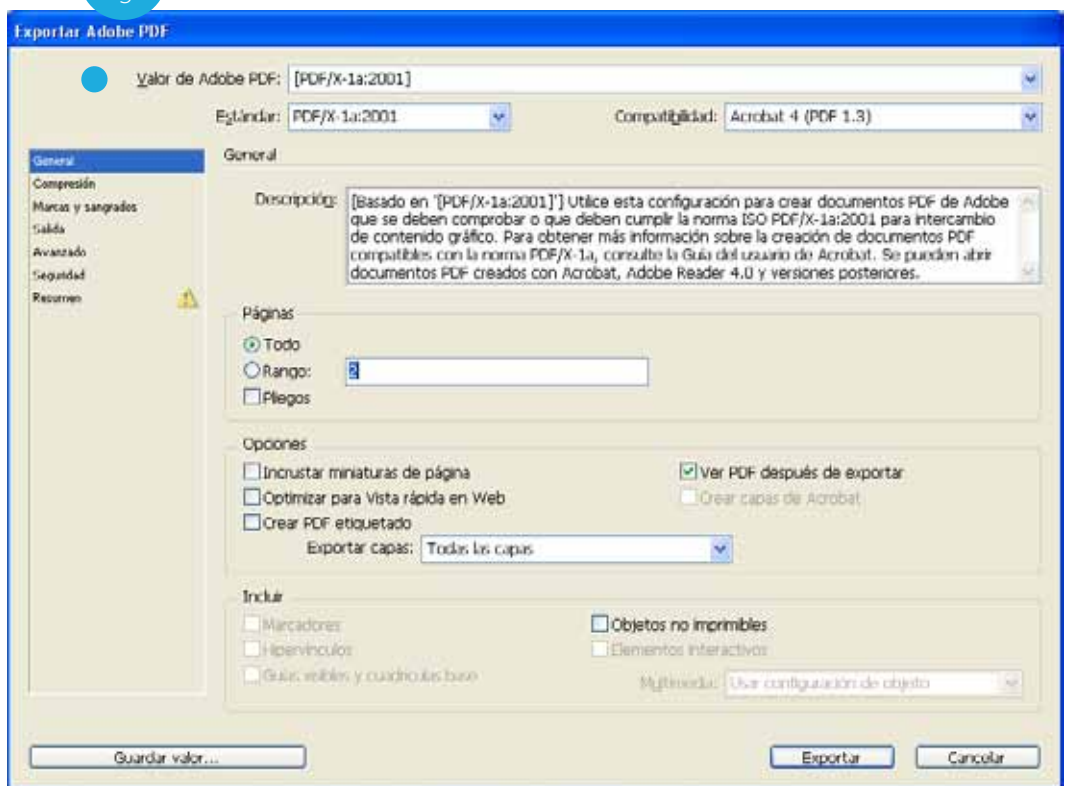 Exportar Adobe PDF
Valor de Adobe PDF: [PDF/X-1a:2001]
Estándar: PDF/X-1a:2001 Compatibilidad: Acrobat 4 (PDF 1.3)
General
Compresión
Marcas y sangrados
Salida
Avanzado
Seguridad
Resumen
General
Descripción: [Basado en '[PDF/X-1a:2001]'] Utilice esta configuración para crear documentos PDF de Adobe
que se deben comprobar o que deben cumplir la norma ISO PDF/X-1a:2001 para intercambio
de contenido gráfico. Para obtener más información sobre la creación de documentos PDF
compatibles con la norma PDF/X-1a, consulte la Guía del usuario de Acrobat. Se pueden abrir
documentos PDF creados con Acrobat, Adobe Reader 4.0 y versiones posteriores.
Páginas
Todo
Rango: 2
Pliegos
Opciones
Incrustar miniaturas de página Ver PDF después de exportar
Optimizar para Vista rápida en Web Crear capas de Acrobat
Crear PDF etiquetado
Exportar capas: Todas las capas
Incluir
Marcadores Objetos no imprimibles
Hipervínculos Elementos interactivos
Guías visibles y cuadrículas base Multimedia: Usar configuración de objeto
Guardar valor... Exportar Cancelar